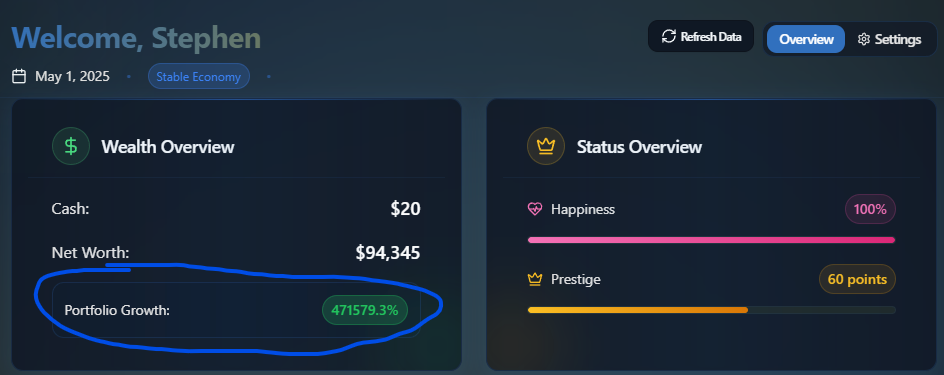 Welcome, Stephen
Refresh Data
Overview
Settings
May 1, 2025
Stable Economy
Wealth Overview
Cash: $20
Net Worth: $94,345
Portfolio Growth: 471579.3%
Status Overview
Happiness 100%
Prestige 60 points